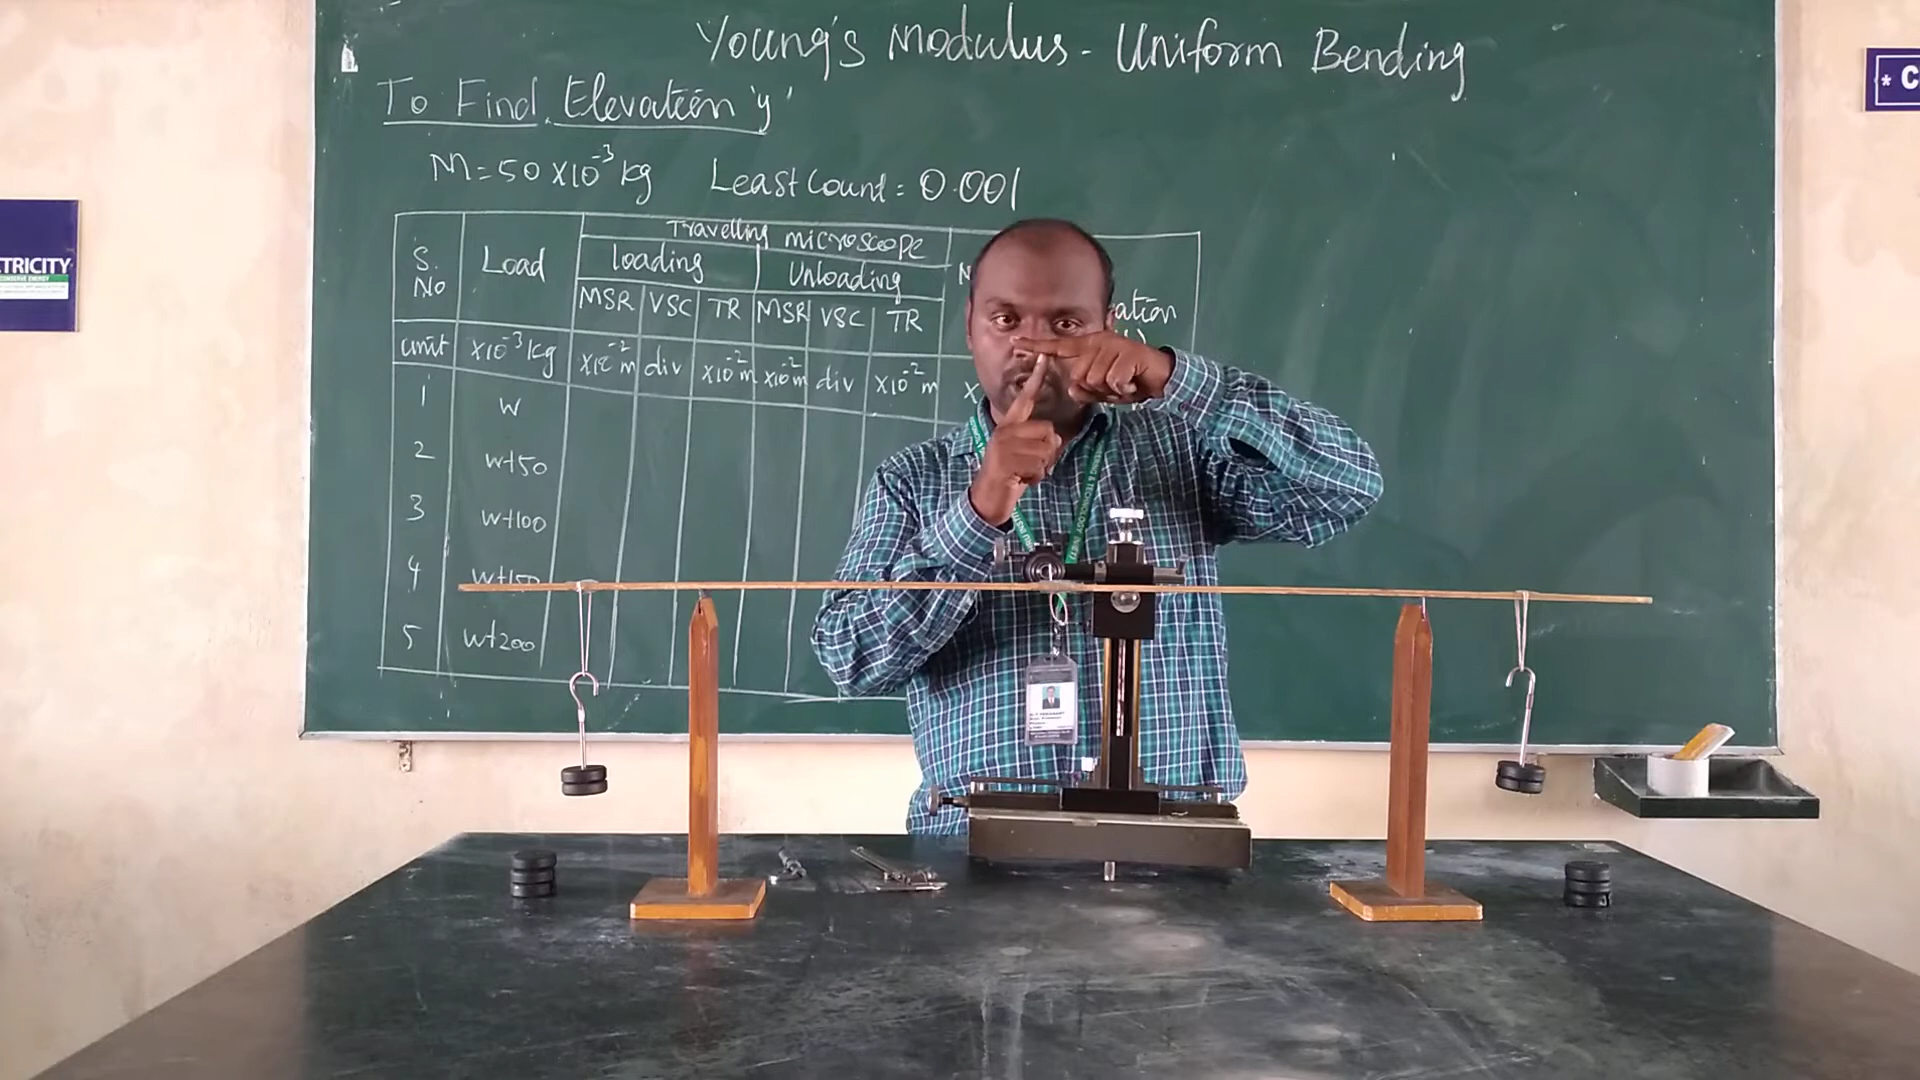 Young's Modulus - Uniform Bending
To Find Elevation 'y'
M = 50 x 10⁻³ kg Least Count = 0.001
S. No Load Travelling microscope
loading Unloading
MSR VSC TR MSR VSC TR
ation
unit x10⁻³ kg x10⁻² m div x10⁻² m x10⁻² m div x10⁻² m
1 W
2 W+50
3 W+100
4 W+150
5 W+200
TRICITY
* C